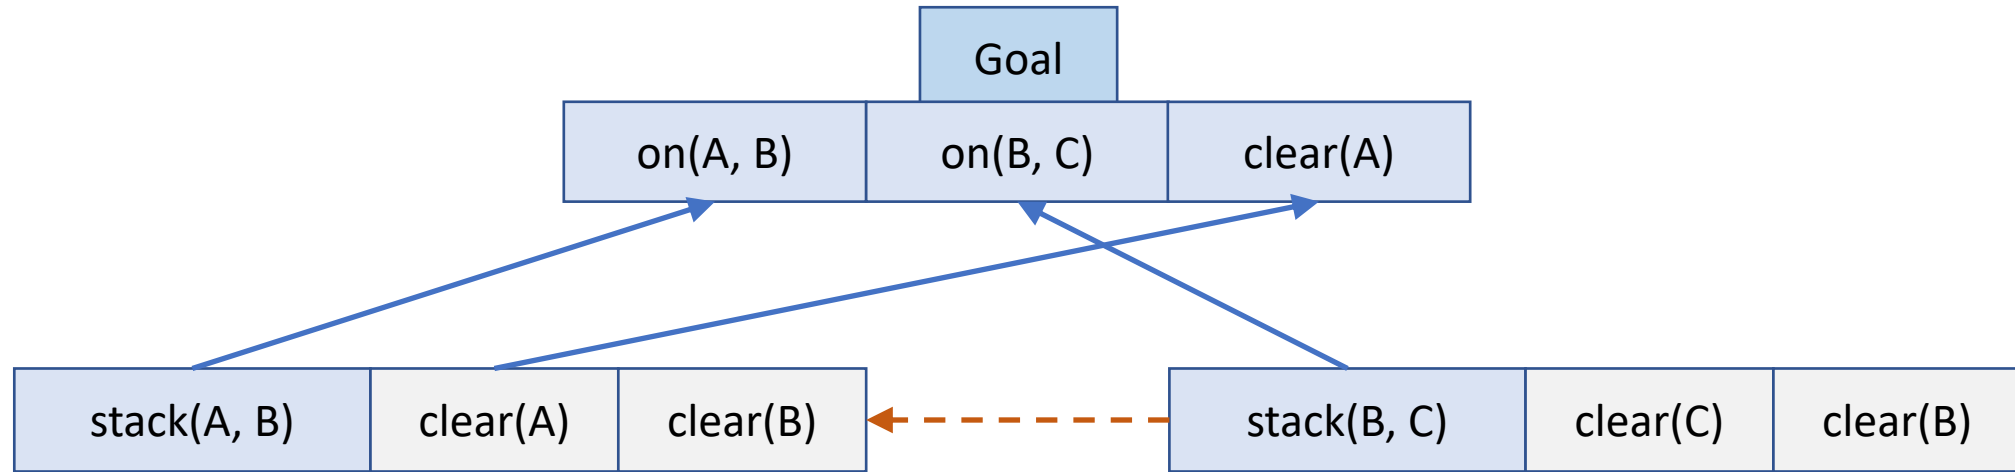 Goal
on(A, B) on(B, C) clear(A)
stack(A, B) clear(A) clear(B) stack(B, C) clear(C) clear(B)